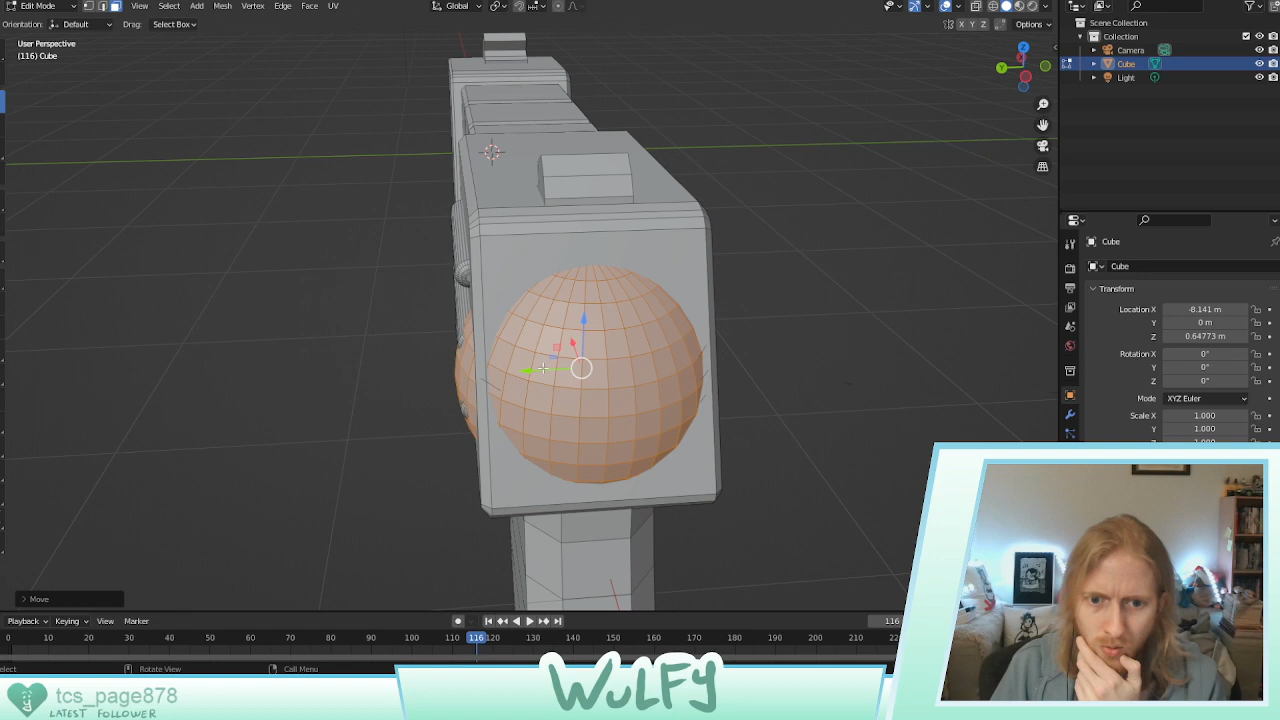 Edit Mode View Select Add Mesh Vertex Edge Face UV Global Options
Orientation: Default Drag: Select Box X Y Z Options
User Perspective
(116) Cube
Scene Collection
Collection
Camera
Cube
Light
Z
Y
Cube
Cube
Transform
Location X -8.141 m
Y 0 m
Z 0.64773 m
Rotation X 0°
Y 0°
Z 0°
Mode XYZ Euler
Scale X 1.000
Y 1.000
Move
Playback Keying View Marker 116
0 10 20 30 40 50 60 70 80 90 100 110 116 120 130 140 150 160 170 180 190 200 210 220
elect Rotate View Call Menu
tcs_page878
LATEST FOLLOWER
WULFY